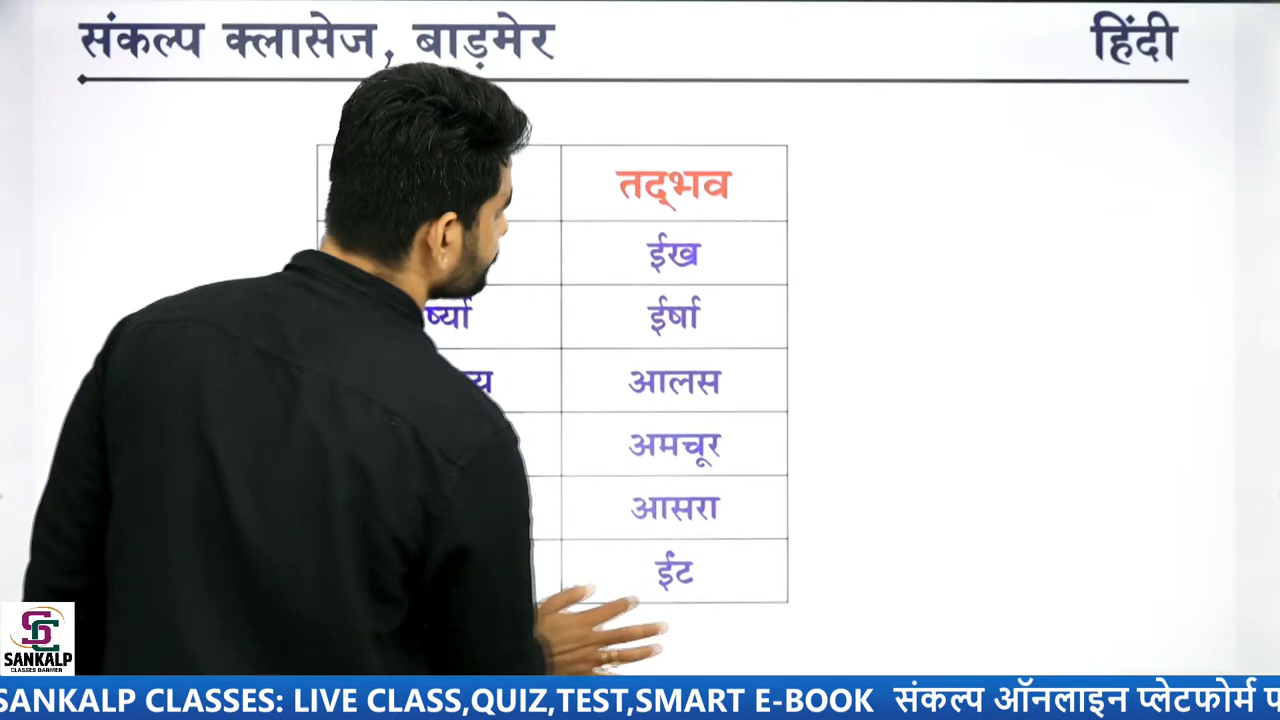 संकल्प क्लासेज, बाड़मेर हिंदी
तद्भव
ईख
र्ष्या ईर्षा
स्य आलस
अमचूर
आसरा
ईंट
SANKALP
CLASSES BARMER
SANKALP CLASSES: LIVE CLASS,QUIZ,TEST,SMART E-BOOK संकल्प ऑनलाइन प्लेटफोर्म